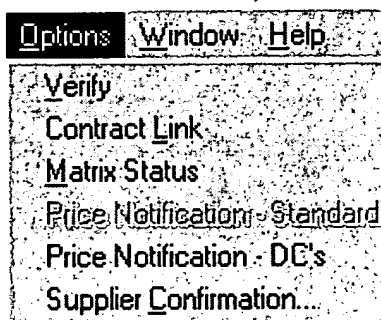 Options Window Help
Verify
Contract Link
Matrix Status
Price Notification - Standard
Price Notification - DC's
Supplier Confirmation...